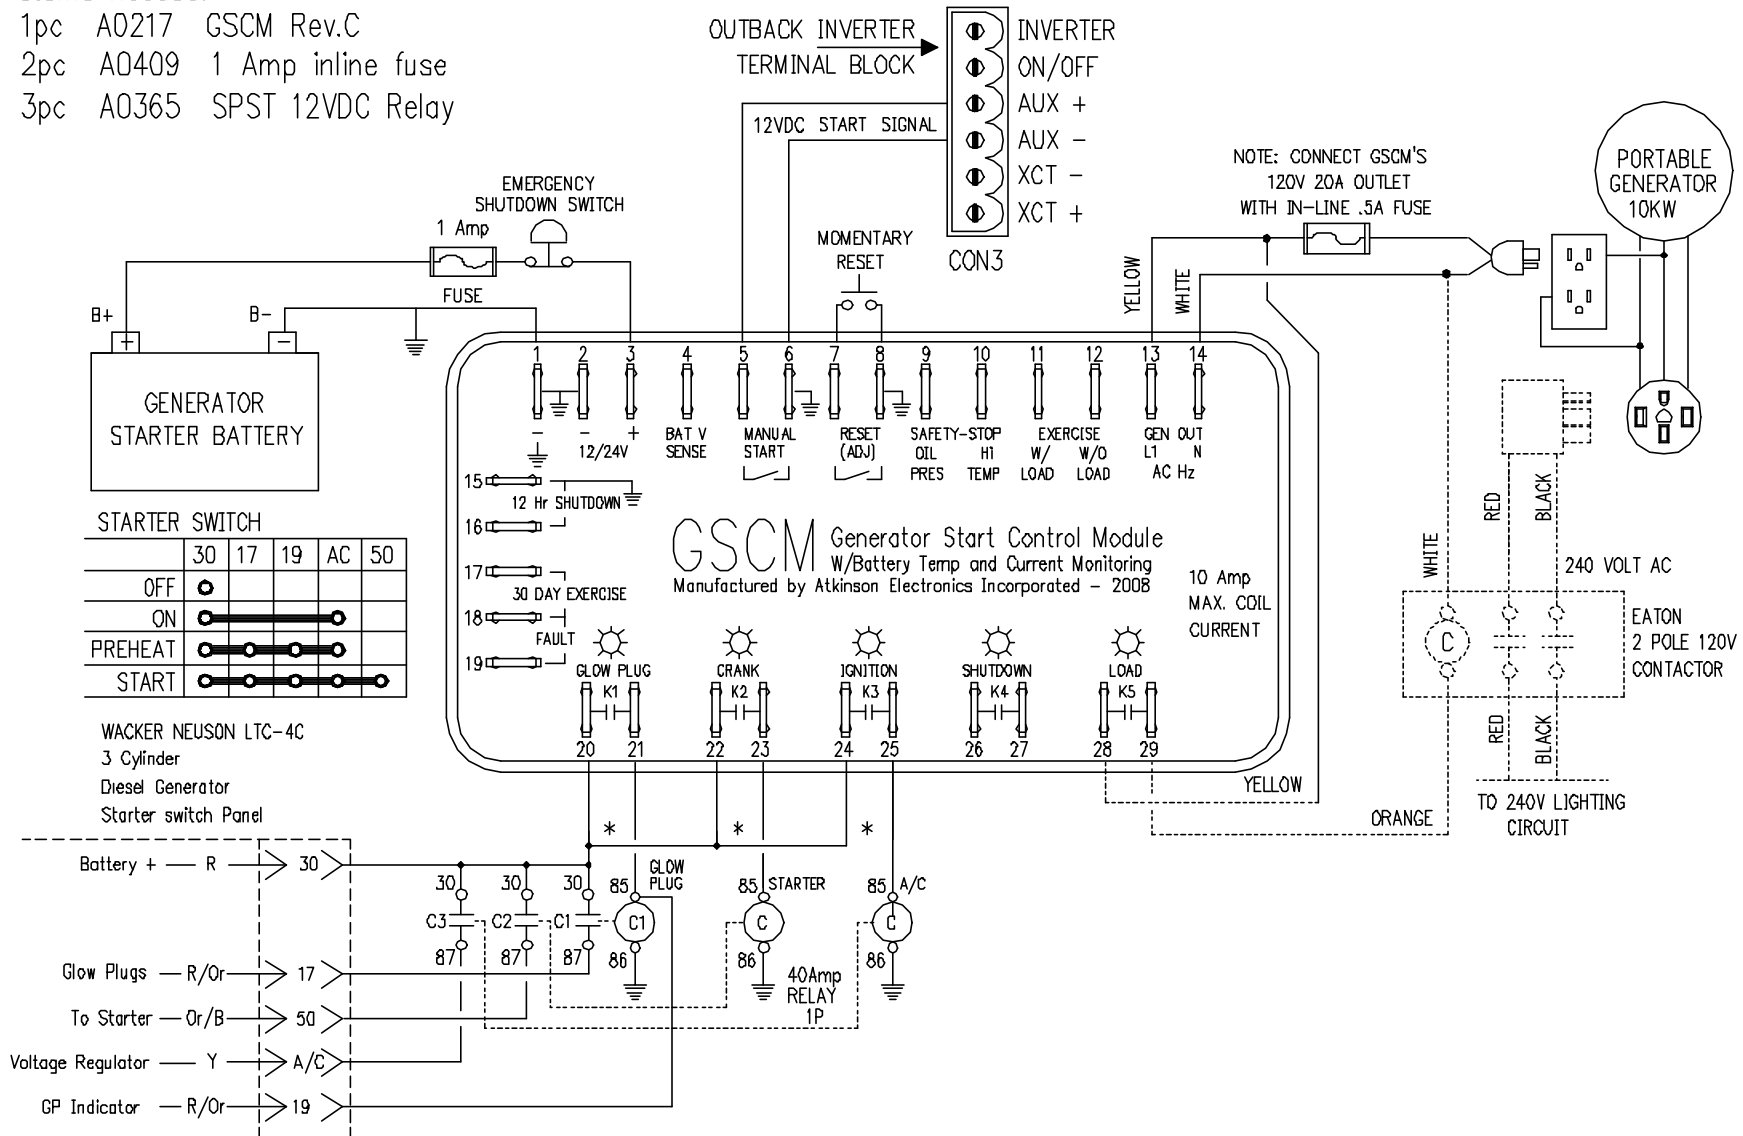 1pc A0217 GSCM Rev.C
2pc A0409 1 Amp inline fuse
3pc A0365 SPST 12VDC Relay
OUTBACK INVERTER
TERMINAL BLOCK
INVERTER
ON/OFF
AUX +
AUX -
XCT -
XCT +
CON3
12VDC START SIGNAL
NOTE: CONNECT GSCM'S
120V 20A OUTLET
WITH IN-LINE .5A FUSE
PORTABLE
GENERATOR
10KW
EMERGENCY
SHUTDOWN SWITCH
1 Amp
FUSE
MOMENTARY
RESET
YELLOW
WHITE
B+
B-
+
-
GENERATOR
STARTER BATTERY
1 2 3 4 5 6 7 8 9 10 11 12 13 14
- - +
12/24V
BAT V
SENSE
MANUAL
START
RESET
(ADJ)
SAFETY-STOP
OIL
PRES
HI
TEMP
EXERCISE
W/
LOAD
W/O
LOAD
GEN OUT
L1 N
AC Hz
15
12 Hr SHUTDOWN
16
17
30 DAY EXERCISE
18
FAULT
19
GSCM
Generator Start Control Module
W/Battery Temp and Current Monitoring
Manufactured by Atkinson Electronics Incorporated - 2008
10 Amp
MAX. COIL
CURRENT
GLOW PLUG
K1
CRANK
K2
IGNITION
K3
SHUTDOWN
K4
LOAD
K5
20 21 22 23 24 25 26 27 28 29
STARTER SWITCH
30 17 19 AC 50
OFF
ON
PREHEAT
START
WACKER NEUSON LTC-4C
3 Cylinder
Diesel Generator
Starter switch Panel
RED
BLACK
WHITE
240 VOLT AC
C
EATON
2 POLE 120V
CONTACTOR
RED
BLACK
TO 240V LIGHTING
CIRCUIT
YELLOW
ORANGE
* * *
Battery + R 30
30 30 30
C3 C2 C1
87 87 87
85
GLOW
PLUG
C1
86
85 STARTER
C
86
85 A/C
C
86
40Amp
RELAY
1P
Glow Plugs R/Or 17
To Starter Or/B 50
Voltage Regulator Y A/C
GP Indicator R/Or 19